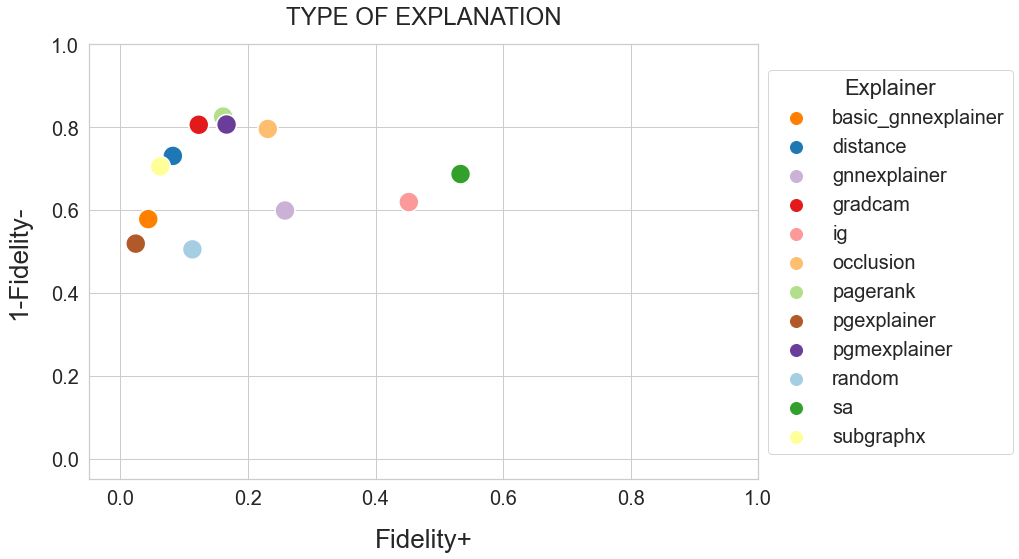 TYPE OF EXPLANATION
1-Fidelity-
1.0
0.8
0.6
0.4
0.2
0.0
0.0 0.2 0.4 0.6 0.8 1.0
Fidelity+
Explainer
basic_gnnexplainer
distance
gnnexplainer
gradcam
ig
occlusion
pagerank
pgexplainer
pgmexplainer
random
sa
subgraphx